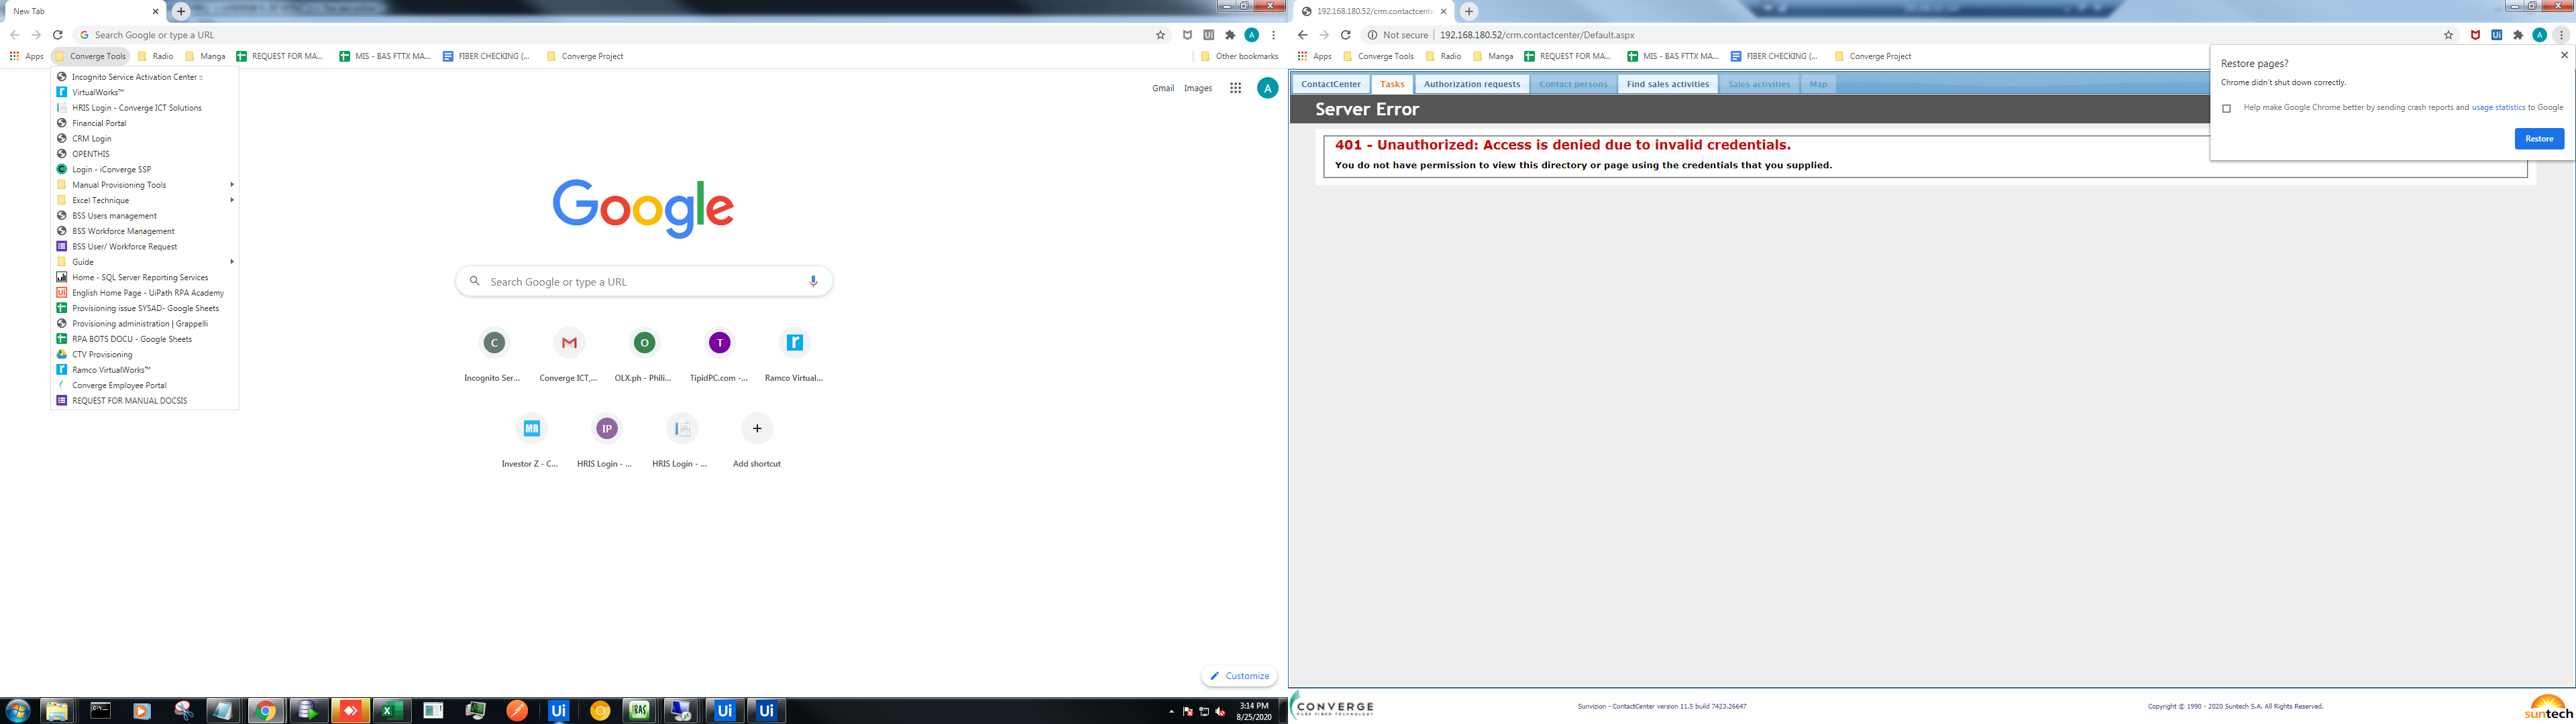 New Tab
Search Google or type a URL
Apps
Converge Tools
Radio
Manga
REQUEST FOR MA...
MIS - BAS FTTX MA...
FIBER CHECKING (...
Converge Project
Other bookmarks
Incognito Service Activation Center ::
VirtualWorks™
HRIS Login - Converge ICT Solutions
Financial Portal
CRM Login
OPENTHIS
Login - iConverge SSP
Manual Provisioning Tools
Excel Technique
BSS Users management
BSS Workforce Management
BSS User/ Workforce Request
Guide
Home - SQL Server Reporting Services
English Home Page - UiPath RPA Academy
Provisioning issue SYSAD- Google Sheets
Provisioning administration | Grappelli
RPA BOTS DOCU - Google Sheets
CTV Provisioning
Ramco VirtualWorks™
Converge Employee Portal
REQUEST FOR MANUAL DOCSIS
Gmail
Images
A
Google
Search Google or type a URL
C
O
T
Incognito Ser...
Converge ICT,...
OLX.ph - Phili...
TipidPC.com -...
Ramco Virtual...
MR
IP
Investor Z - C...
HRIS Login - ...
HRIS Login - ...
Add shortcut
Customize
3:14 PM
8/25/2020
192.168.180.52/crm.contactcente
Not secure
192.168.180.52/crm.contactcenter/Default.aspx
Apps
Converge Tools
Radio
Manga
REQUEST FOR MA...
MIS - BAS FTTX MA...
FIBER CHECKING (...
Converge Project
ContactCenter
Tasks
Authorization requests
Contact persons
Find sales activities
Sales activities
Map
Server Error
401 - Unauthorized: Access is denied due to invalid credentials.
You do not have permission to view this directory or page using the credentials that you supplied.
Restore pages?
Chrome didn't shut down correctly.
Help make Google Chrome better by sending crash reports and usage statistics to Google
Restore
CONVERGE
PURE FIBER TECHNOLOGY
Sunvizion - ContactCenter version 11.5 build 7423.26647
Copyright © 1990 - 2020 Suntech S.A. All Rights Reserved.
suntech